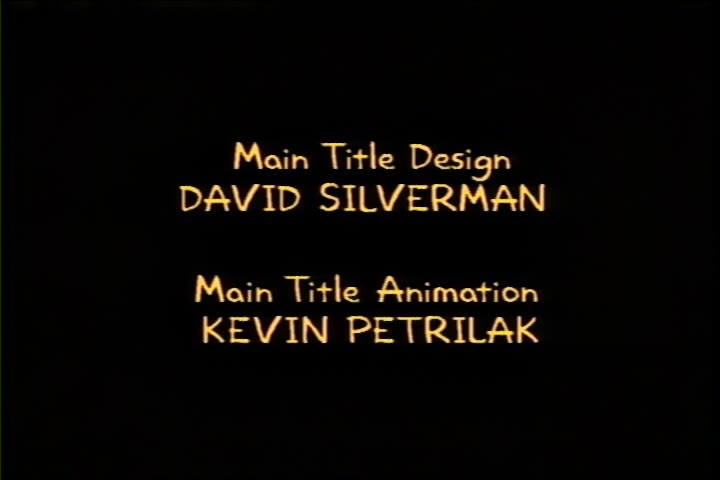 Main Title Design
DAVID SILVERMAN
Main Title Animation
KEVIN PETRILAK